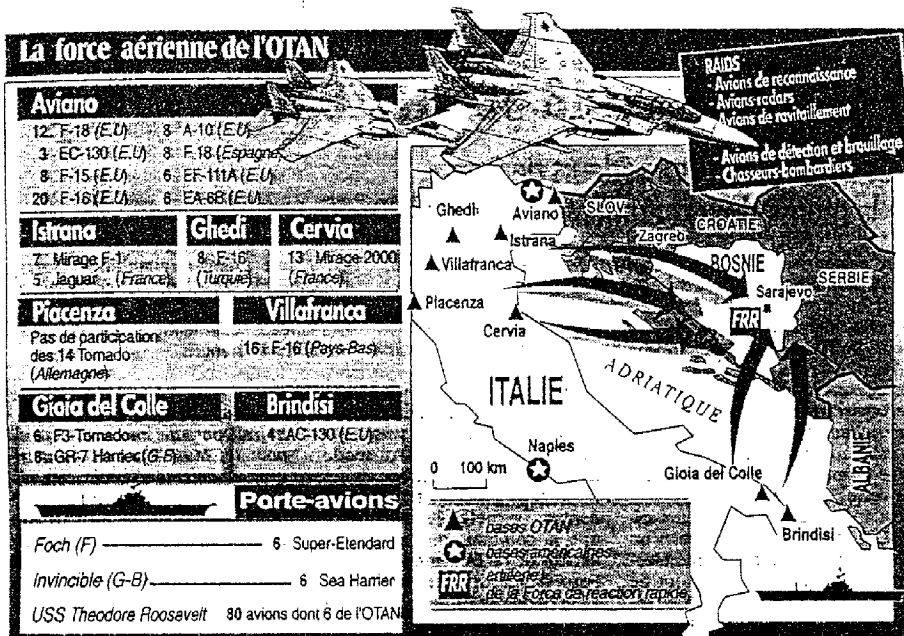 La force aérienne de l'OTAN
RAIDS
- Avions de reconnaissance
- Avions-radars
- Avions de ravitaillement
- Avions de détection et brouillage
- Chasseurs-bombardiers
Aviano
12 F-18 (E.U) 8 A-10 (E.U)
3 EC-130 (E.U) 8 F-18 (Espagne
8 F-15 (E.U) 6 EF-111A (E.U)
20 F-16 (E.U) 6 EA-6B (E.U)
Istrana
7 Mirage F-1
5 Jaguar (France)
Ghedi
8 F-16
(Turquie)
Cervia
13 Mirage-2000
(France)
Piacenza
Pas de participation
des 14 Tornado
(Allemagne)
Villafranca
F-16 (Pays-Bas)
Gioia del Colle
6 F3-Tornado
GR-7 Harrier (G-B)
Brindisi
4 AC-130 (E.U)
Porte-avions
Foch (F) 6 Super-Etendard
Invincible (G-B) 6 Sea Harrier
USS Theodore Roosevelt 80 avions dont 6 de l'OTAN
Ghedi
Aviano
SLOV.
CROATIE
Istrana
Zagreb
Villafranca
BOSNIE
SERBIE
Sarajevo
Piacenza
FRR
Cervia
ITALIE
ADRIATIQUE
Naples
0 100 km
Gioia del Colle
ALBANIE
Brindisi
bases OTAN
bases américaines
FRR artillerie
de la Force de réaction rapide